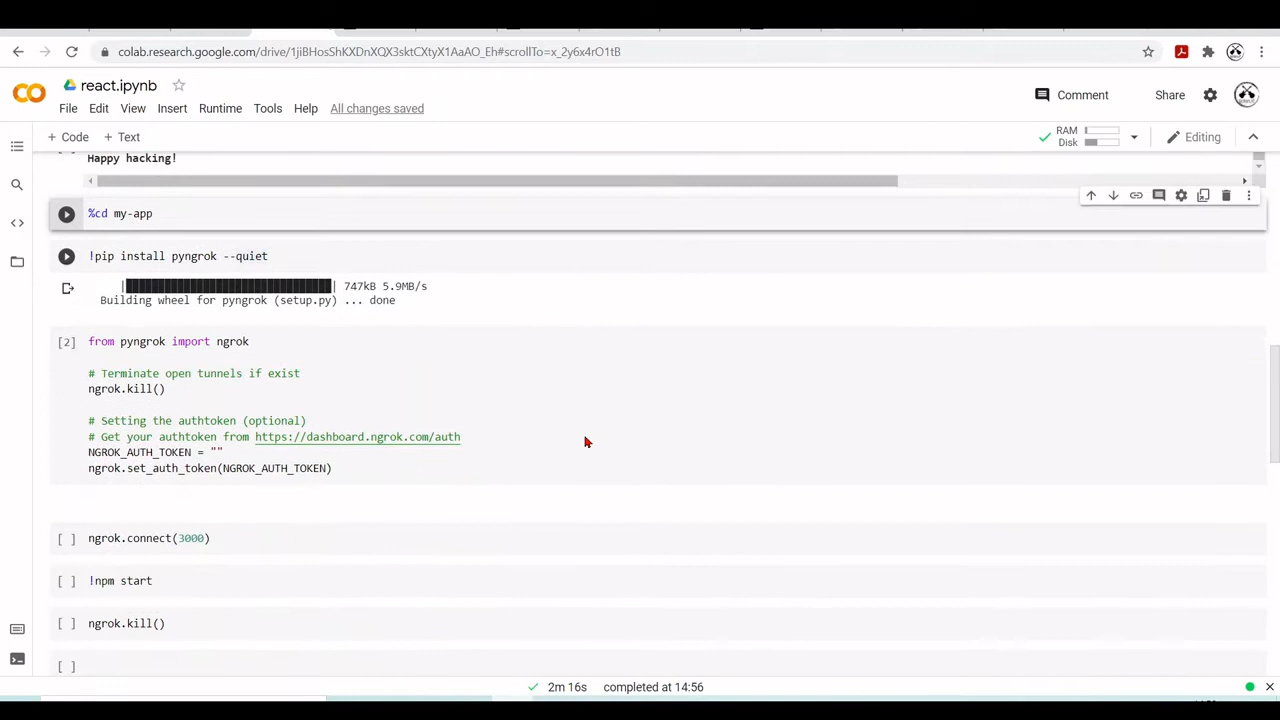 colab.research.google.com/drive/1jiBHosShKXDnXQX3sktCXtyX1AaAO_Eh#scrollTo=x_2y6x4rO1tB
react.ipynb
File Edit View Insert Runtime Tools Help All changes saved
Comment Share
+ Code + Text
RAM
Disk
Editing
Happy hacking!
%cd my-app
!pip install pyngrok --quiet
747kB 5.9MB/s
Building wheel for pyngrok (setup.py) ... done
[2] from pyngrok import ngrok
# Terminate open tunnels if exist
ngrok.kill()
# Setting the authtoken (optional)
# Get your authtoken from https://dashboard.ngrok.com/auth
NGROK_AUTH_TOKEN = ""
ngrok.set_auth_token(NGROK_AUTH_TOKEN)
[ ] ngrok.connect(3000)
[ ] !npm start
[ ] ngrok.kill()
[ ]
2m 16s completed at 14:56